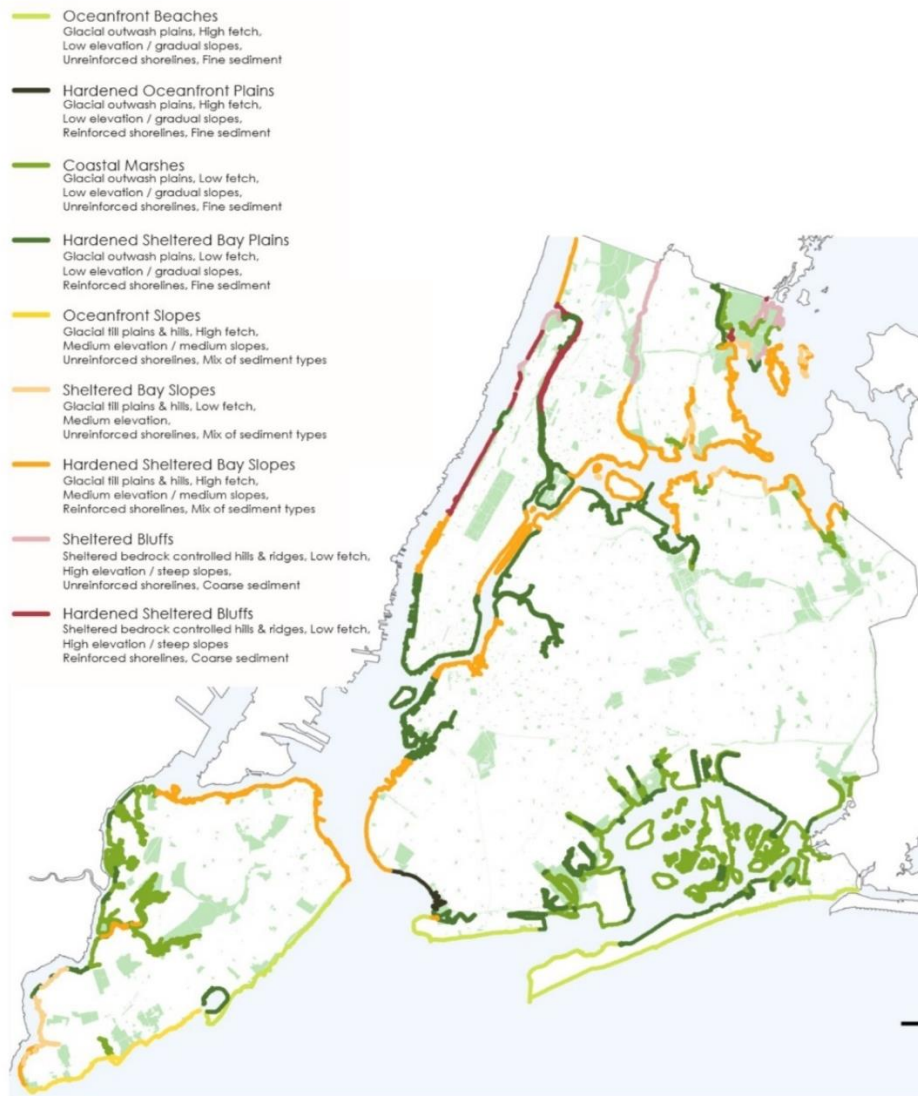 Oceanfront Beaches
Glacial outwash plains, High fetch,
Low elevation / gradual slopes,
Unreinforced shorelines, Fine sediment
Hardened Oceanfront Plains
Glacial outwash plains, High fetch,
Low elevation / gradual slopes,
Reinforced shorelines, Fine sediment
Coastal Marshes
Glacial outwash plains, Low fetch,
Low elevation / gradual slopes,
Unreinforced shorelines, Fine sediment
Hardened Sheltered Bay Plains
Glacial outwash plains, Low fetch,
Low elevation / gradual slopes,
Reinforced shorelines, Fine sediment
Oceanfront Slopes
Glacial till plains & hills, High fetch,
Medium elevation / medium slopes,
Unreinforced shorelines, Mix of sediment types
Sheltered Bay Slopes
Glacial till plains & hills, Low fetch,
Medium elevation,
Unreinforced shorelines, Mix of sediment types
Hardened Sheltered Bay Slopes
Glacial till plains & hills, High fetch,
Medium elevation / medium slopes,
Reinforced shorelines, Mix of sediment types
Sheltered Bluffs
Sheltered bedrock controlled hills & ridges, Low fetch,
High elevation / steep slopes,
Unreinforced shorelines, Coarse sediment
Hardened Sheltered Bluffs
Sheltered bedrock controlled hills & ridges, Low fetch,
High elevation / steep slopes
Reinforced shorelines, Coarse sediment